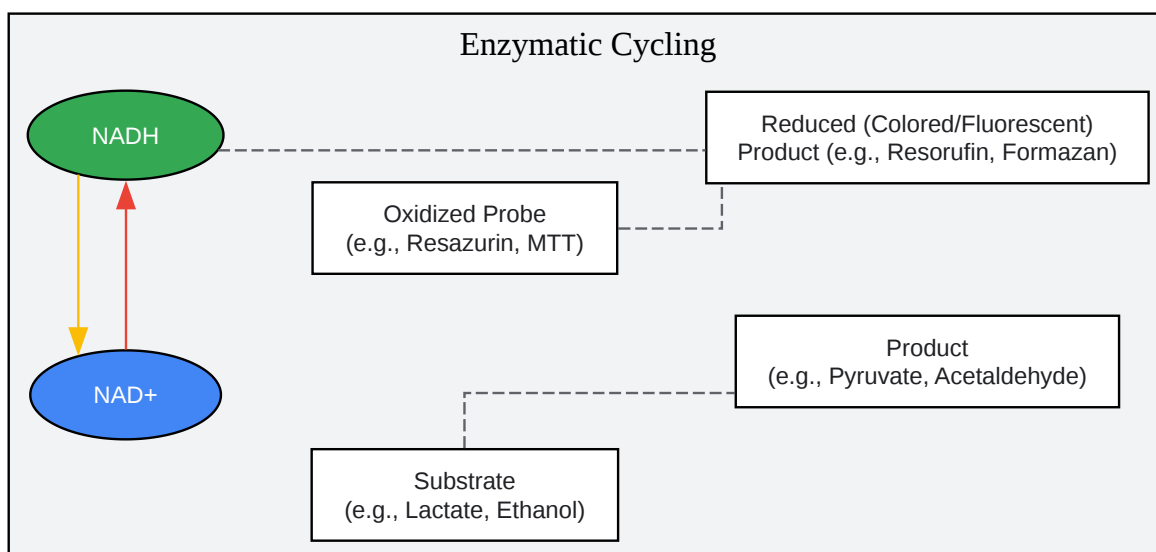 Enzymatic Cycling
NADH
Reduced (Colored/Fluorescent)
Product (e.g., Resorufin, Formazan)
Oxidized Probe
(e.g., Resazurin, MTT)
Product
(e.g., Pyruvate, Acetaldehyde)
NAD+
Substrate
(e.g., Lactate, Ethanol)